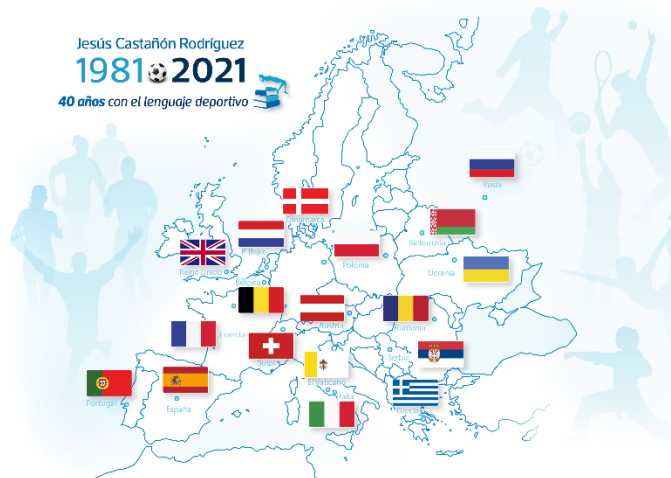 Jesús Castañón Rodríguez
1981 2021
40 años con el lenguaje deportivo
Rusia
Dinamarca
Bielorrusia
P. Bajos
Polonia
Reino Unido
Ucrania
Bélgica
Austria
Rumanía
Francia
Suiza
Serbia
El Vaticano
Italia
Portugal
España
Grecia